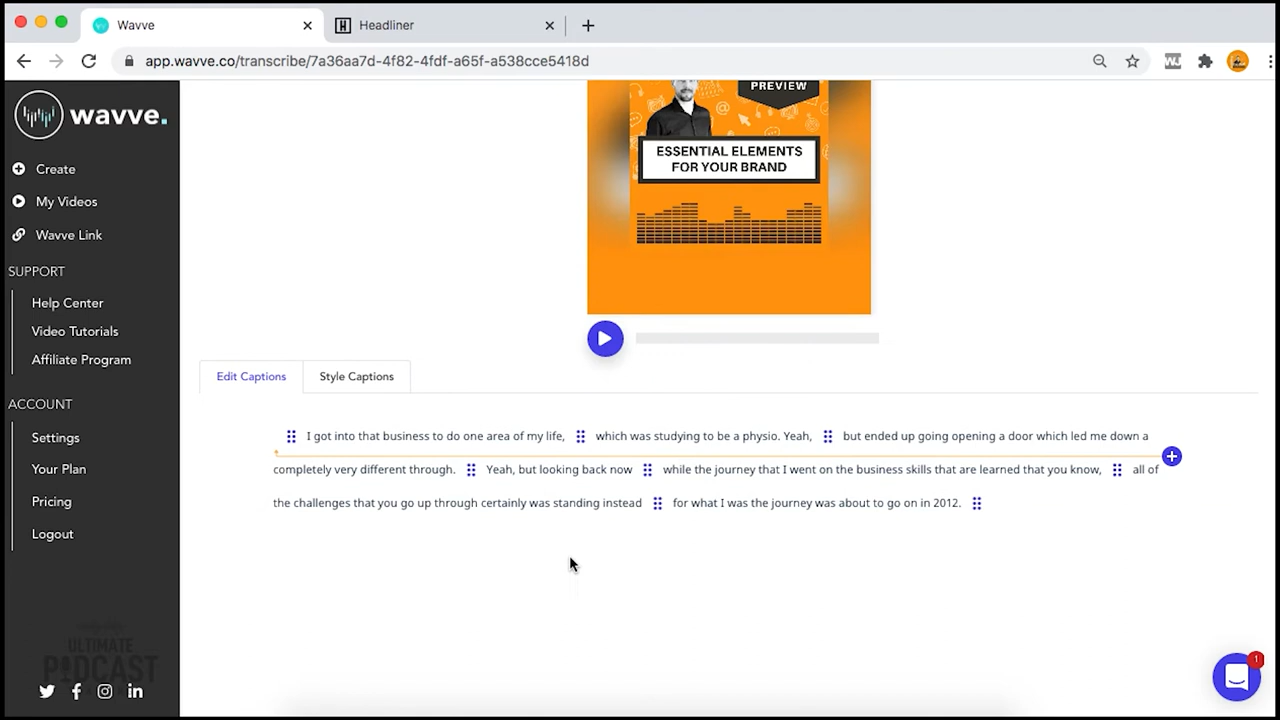 Wavve
Headliner
app.wavve.co/transcribe/7a36aa7d-4f82-4fdf-a65f-a538cce5418d
wavve.
Create
My Videos
Wavve Link
SUPPORT
Help Center
Video Tutorials
Affiliate Program
ACCOUNT
Settings
Your Plan
Pricing
Logout
ULTIMATE
PODCAST
PREVIEW
ESSENTIAL ELEMENTS
FOR YOUR BRAND
Edit Captions
Style Captions
I got into that business to do one area of my life, which was studying to be a physio. Yeah, but ended up going opening a door which led me down a
completely very different through. Yeah, but looking back now while the journey that I went on the business skills that are learned that you know, all of
the challenges that you go up through certainly was standing instead for what I was the journey was about to go on in 2012.
1